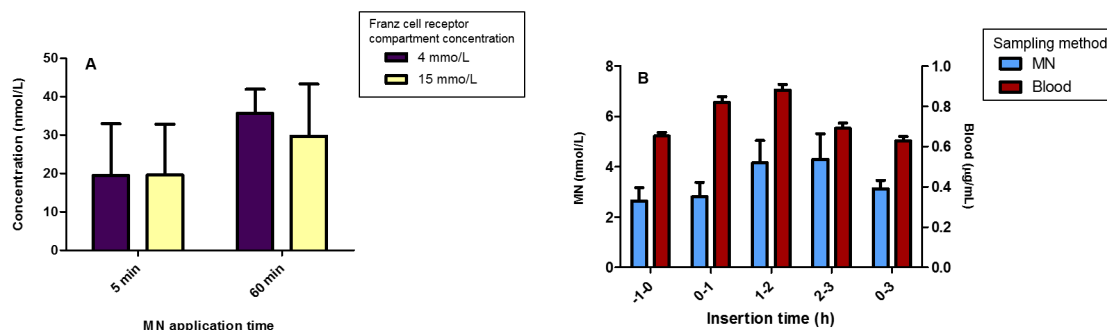 Franz cell receptor
compartment concentration
4 mmo/L
15 mmo/L
A
Concentration (nmol/L)
50
40
30
20
10
0
5 min
60 min
MN application time
Sampling method
MN
Blood
B
MN (nmol/L)
8
6
4
2
0
1.0
0.8
0.6
0.4
0.2
0.0
Blood (µg/mL)
-1-0
0-1
1-2
2-3
0-3
Insertion time (h)